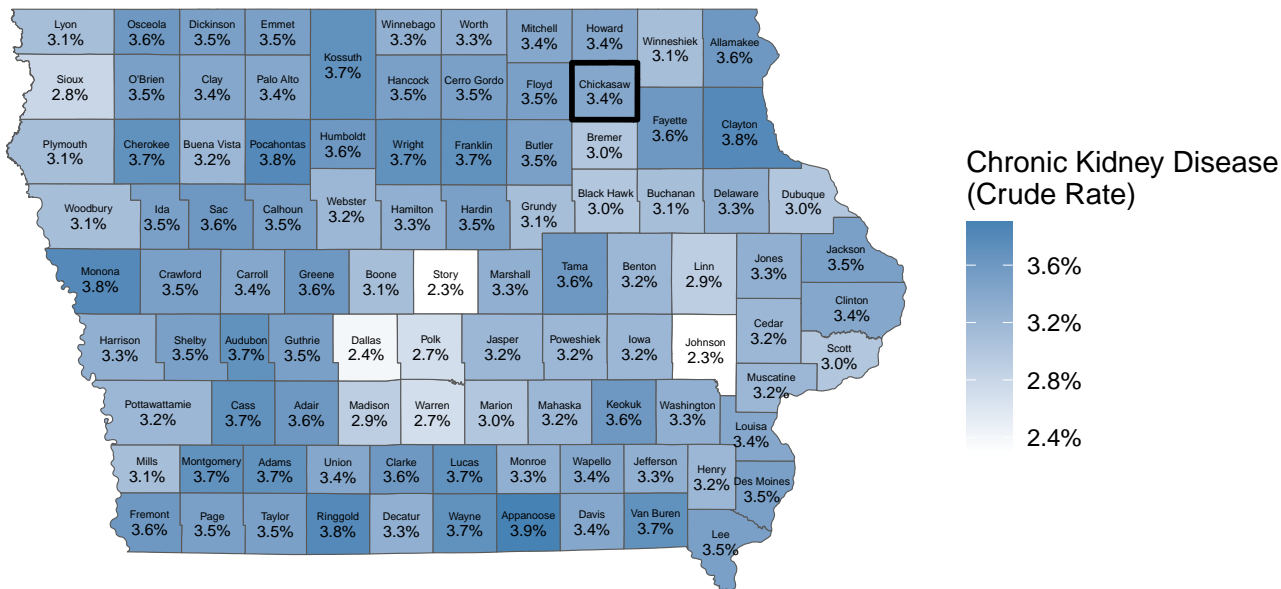 Lyon
3.1%
Osceola
3.6%
Dickinson
3.5%
Emmet
3.5%
Kossuth
3.7%
Winnebago
3.3%
Worth
3.3%
Mitchell
3.4%
Howard
3.4%
Winneshiek
3.1%
Allamakee
3.6%
Sioux
2.8%
O'Brien
3.5%
Clay
3.4%
Palo Alto
3.4%
Hancock
3.5%
Cerro Gordo
3.5%
Floyd
3.5%
Chickasaw
3.4%
Fayette
3.6%
Clayton
3.8%
Plymouth
3.1%
Cherokee
3.7%
Buena Vista
3.2%
Pocahontas
3.8%
Humboldt
3.6%
Wright
3.7%
Franklin
3.7%
Butler
3.5%
Bremer
3.0%
Woodbury
3.1%
Ida
3.5%
Sac
3.6%
Calhoun
3.5%
Webster
3.2%
Hamilton
3.3%
Hardin
3.5%
Grundy
3.1%
Black Hawk
3.0%
Buchanan
3.1%
Delaware
3.3%
Dubuque
3.0%
Monona
3.8%
Crawford
3.5%
Carroll
3.4%
Greene
3.6%
Boone
3.1%
Story
2.3%
Marshall
3.3%
Tama
3.6%
Benton
3.2%
Linn
2.9%
Jones
3.3%
Jackson
3.5%
Clinton
3.4%
Harrison
3.3%
Shelby
3.5%
Audubon
3.7%
Guthrie
3.5%
Dallas
2.4%
Polk
2.7%
Jasper
3.2%
Poweshiek
3.2%
Iowa
3.2%
Johnson
2.3%
Cedar
3.2%
Scott
3.0%
Muscatine
3.2%
Pottawattamie
3.2%
Cass
3.7%
Adair
3.6%
Madison
2.9%
Warren
2.7%
Marion
3.0%
Mahaska
3.2%
Keokuk
3.6%
Washington
3.3%
Louisa
3.4%
Mills
3.1%
Montgomery
3.7%
Adams
3.7%
Union
3.4%
Clarke
3.6%
Lucas
3.7%
Monroe
3.3%
Wapello
3.4%
Jefferson
3.3%
Henry
3.2%
Des Moines
3.5%
Fremont
3.6%
Page
3.5%
Taylor
3.5%
Ringgold
3.8%
Decatur
3.3%
Wayne
3.7%
Appanoose
3.9%
Davis
3.4%
Van Buren
3.7%
Lee
3.5%
Chronic Kidney Disease
(Crude Rate)
3.6%
3.2%
2.8%
2.4%